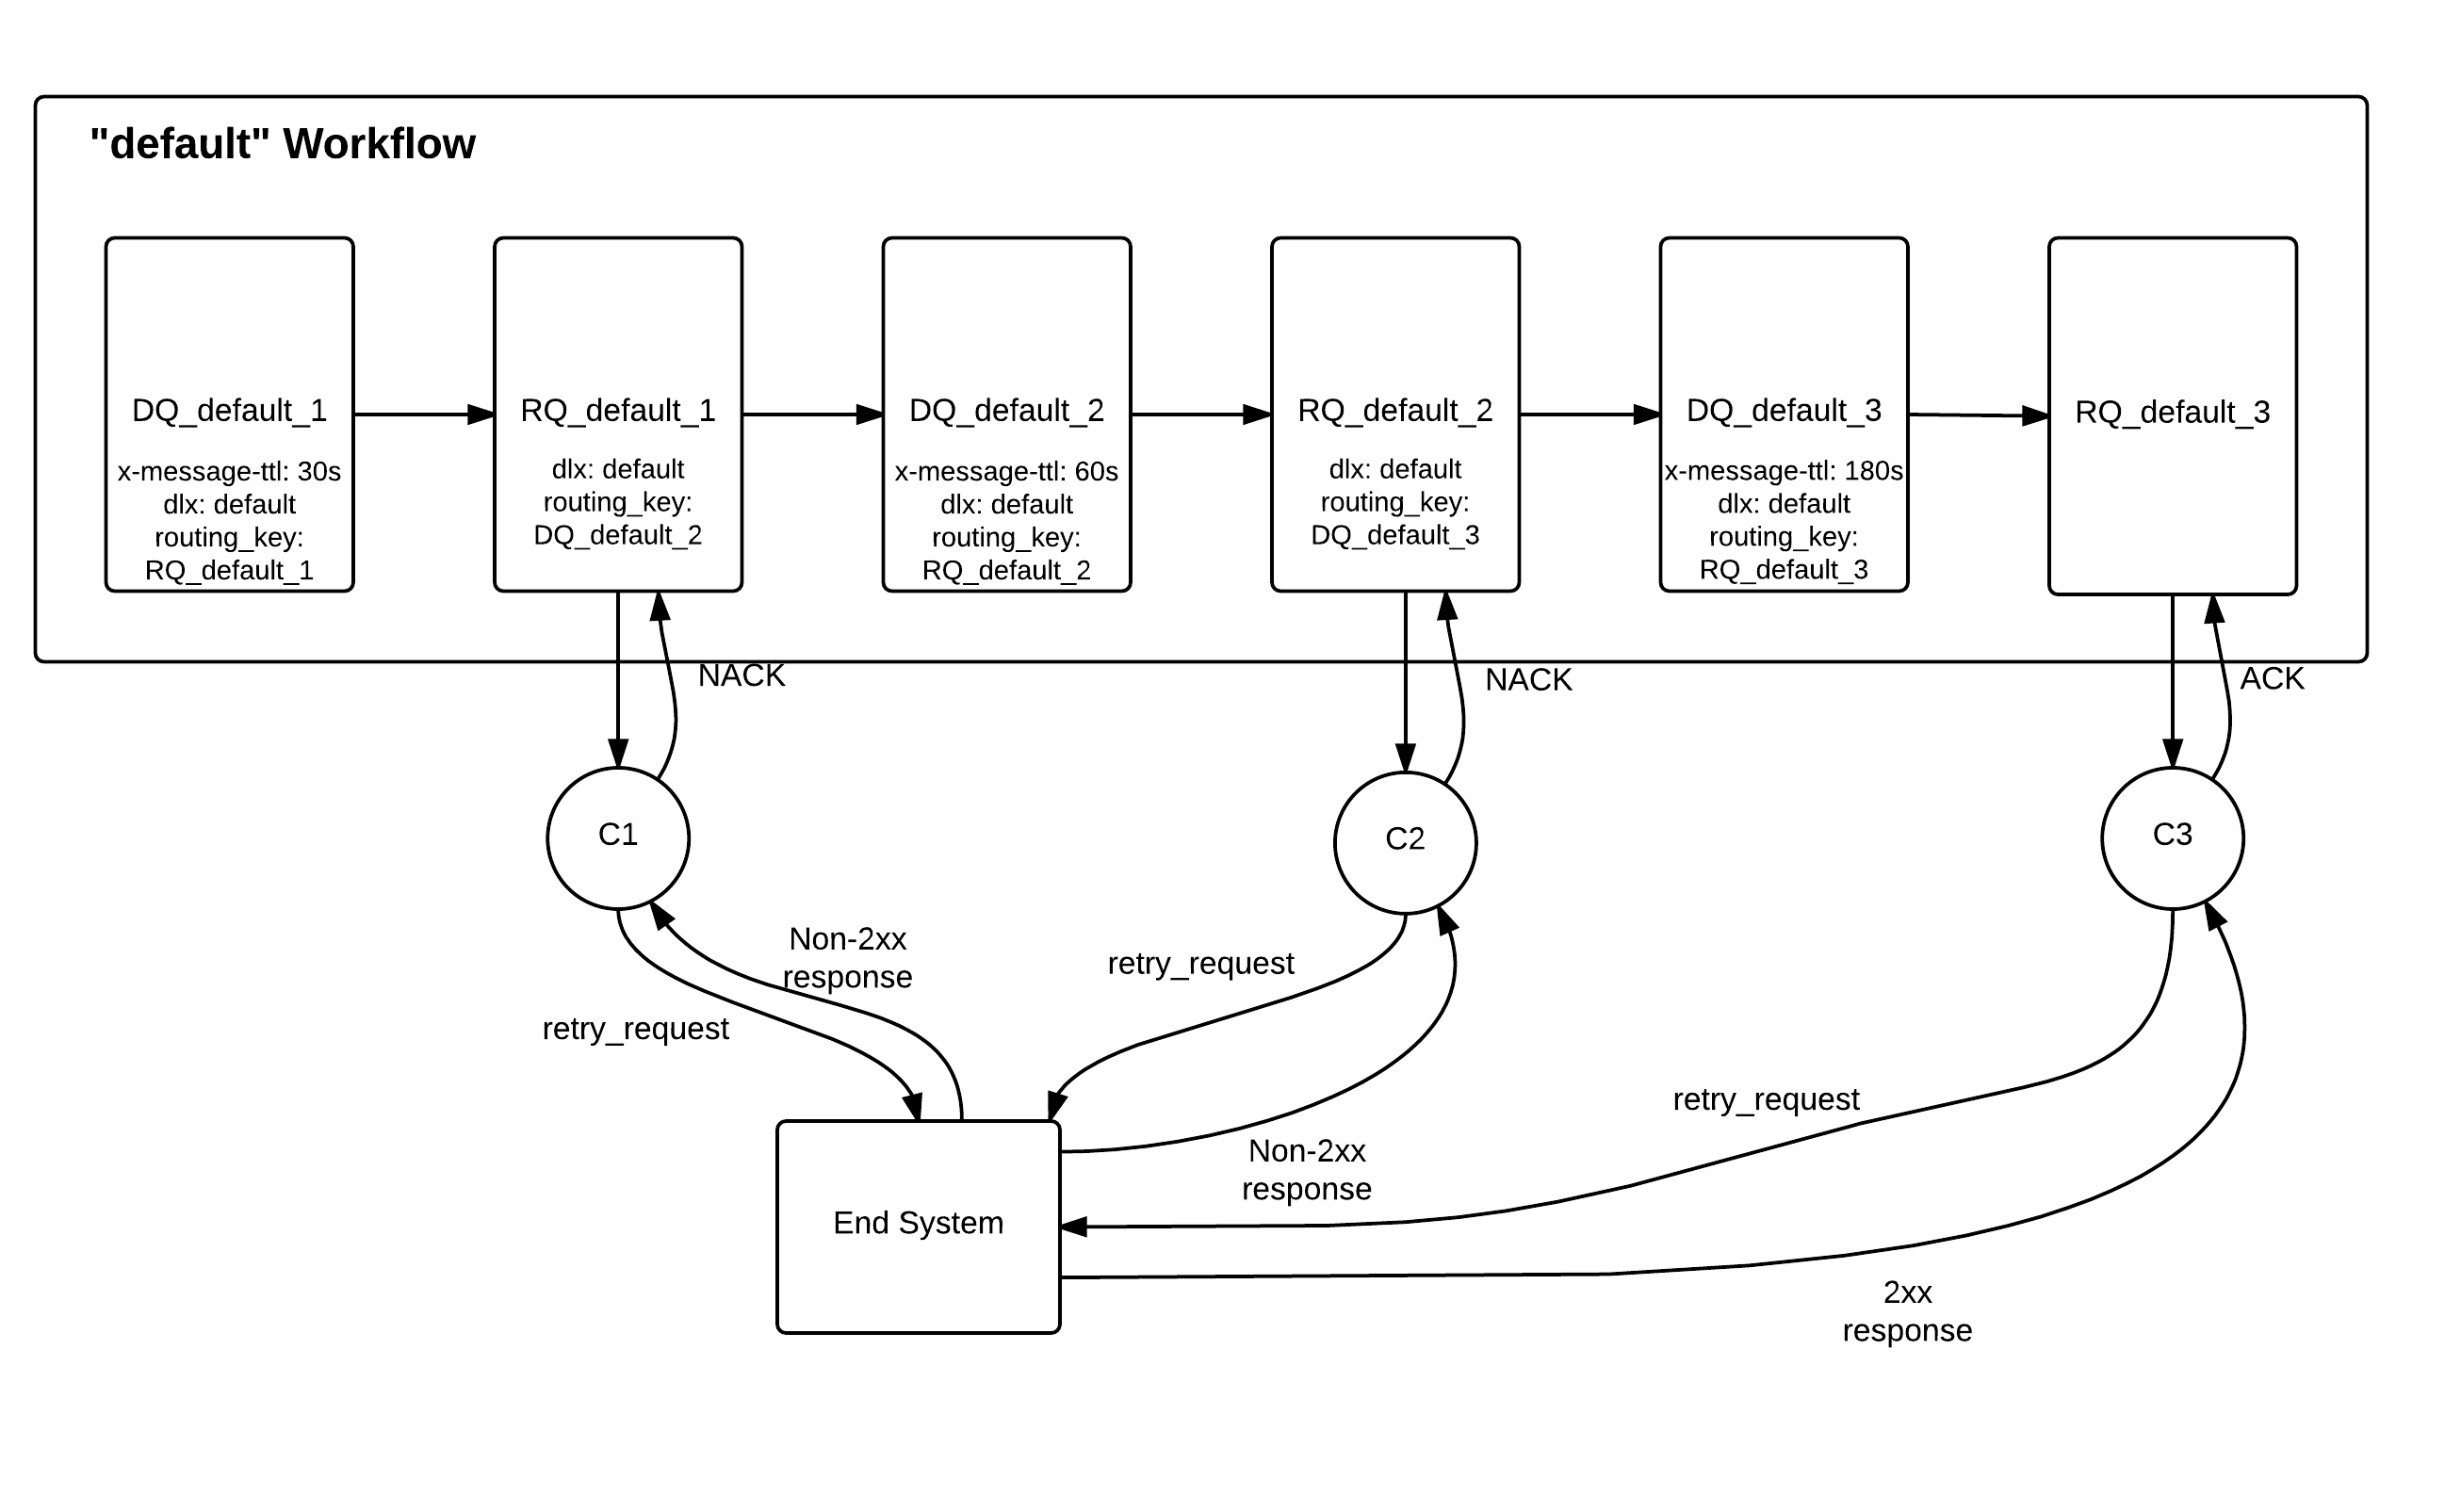 "default" Workflow
DQ_default_1
x-message-ttl: 30s
dlx: default
routing_key:
RQ_default_1
RQ_default_1
dlx: default
routing_key:
DQ_default_2
DQ_default_2
x-message-ttl: 60s
dlx: default
routing_key:
RQ_default_2
RQ_default_2
dlx: default
routing_key:
DQ_default_3
DQ_default_3
x-message-ttl: 180s
dlx: default
routing_key:
RQ_default_3
RQ_default_3
NACK
NACK
ACK
C1
C2
C3
Non-2xx
response
retry_request
retry_request
retry_request
Non-2xx
response
End System
2xx
response